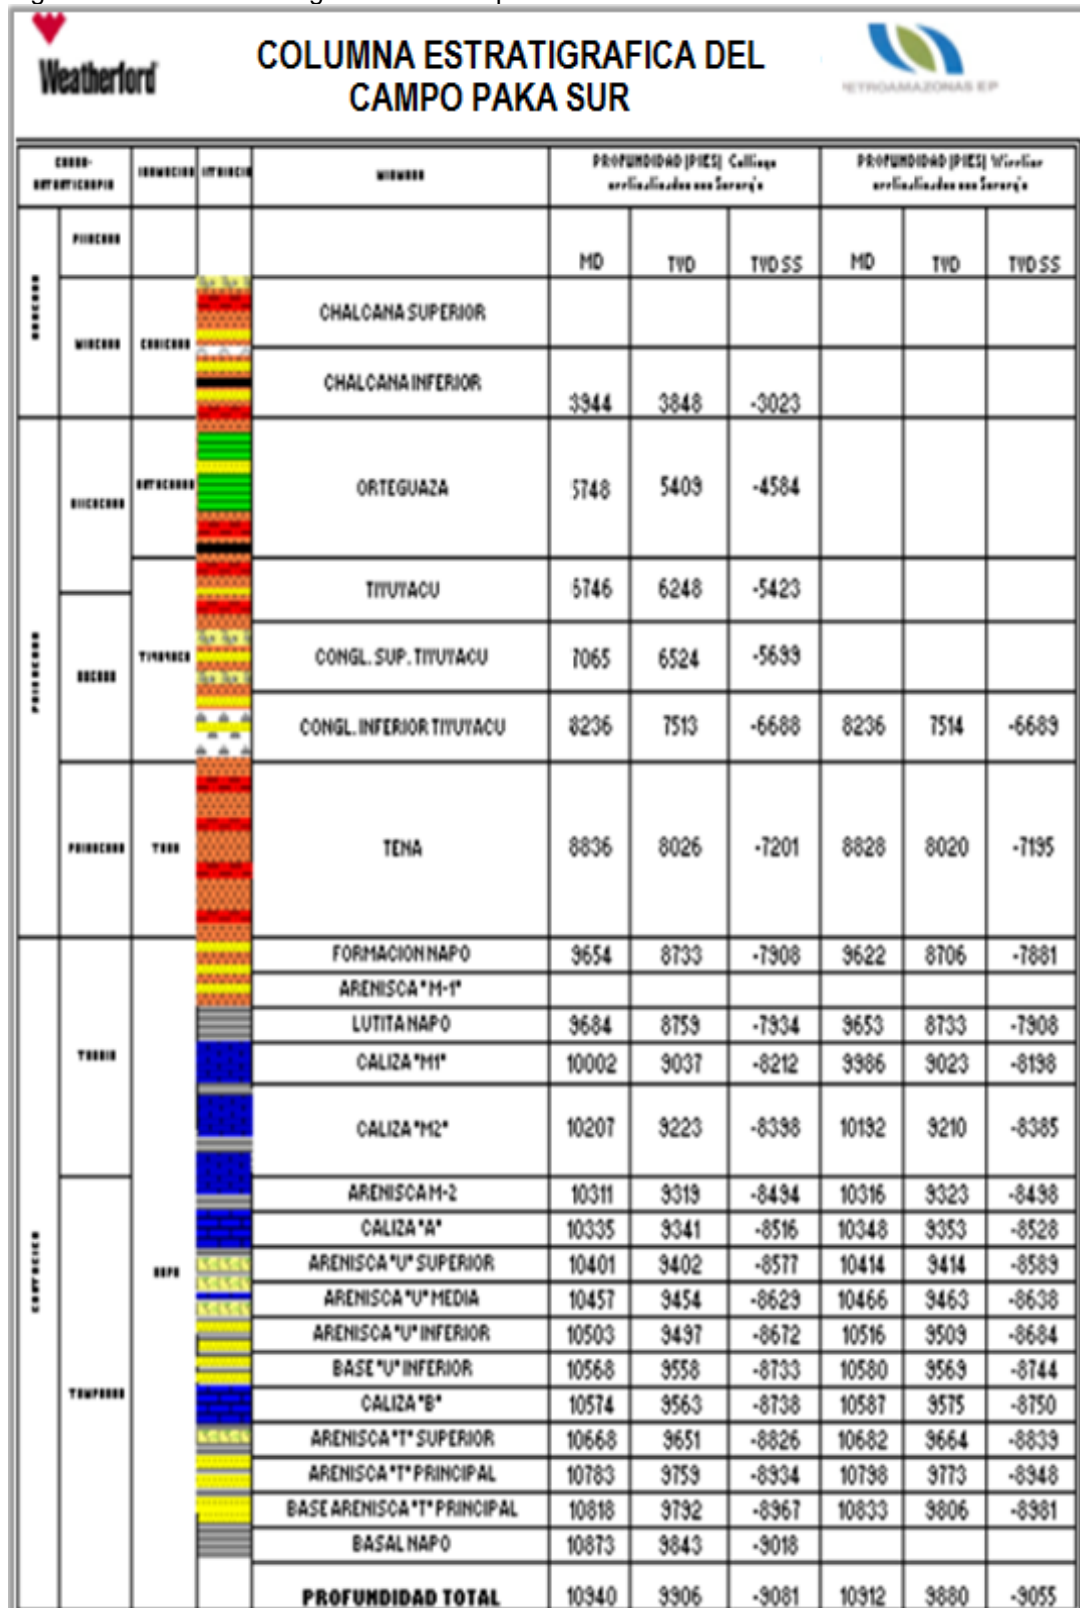 Weatherford
COLUMNA ESTRATIGRAFICA DEL
CAMPO PAKA SUR
PETROAMAZONAS EP
PROFUNDIDAD (PIES)
PROFUNDIDAD (PIES)
MD TVD TVD SS MD TVD TVD SS
CHALCANA SUPERIOR
CHALCANA INFERIOR 3944 3848 -3023
ORTEGUAZA 5748 5409 -4584
TIYUYACU 6746 6248 -5423
CONGL. SUP. TIYUYACU 7065 6524 -5699
CONGL. INFERIOR TIYUYACU 8236 7513 -6688 8236 7514 -6689
TENA 8836 8026 -7201 8828 8020 -7195
FORMACION NAPO 9654 8733 -7908 9622 8706 -7881
ARENISCA "M-1"
LUTITA NAPO 9684 8759 -7934 9653 8733 -7908
CALIZA "M1" 10002 9037 -8212 9986 9023 -8198
CALIZA "M2" 10207 9223 -8398 10192 9210 -8385
ARENISCA M-2 10311 9319 -8494 10316 9323 -8498
CALIZA "A" 10335 9341 -8516 10348 9353 -8528
ARENISCA "U" SUPERIOR 10401 9402 -8577 10414 9414 -8589
ARENISCA "U" MEDIA 10457 9454 -8629 10466 9463 -8638
ARENISCA "U" INFERIOR 10503 9497 -8672 10516 9509 -8684
BASE "U" INFERIOR 10568 9558 -8733 10580 9569 -8744
CALIZA "B" 10574 9563 -8738 10587 9575 -8750
ARENISCA "T" SUPERIOR 10668 9651 -8826 10682 9664 -8839
ARENISCA "T" PRINCIPAL 10783 9759 -8934 10798 9773 -8948
BASE ARENISCA "T" PRINCIPAL 10818 9792 -8967 10833 9806 -8981
BASAL NAPO 10873 9843 -9018
PROFUNDIDAD TOTAL 10940 9906 -9081 10912 9880 -9055